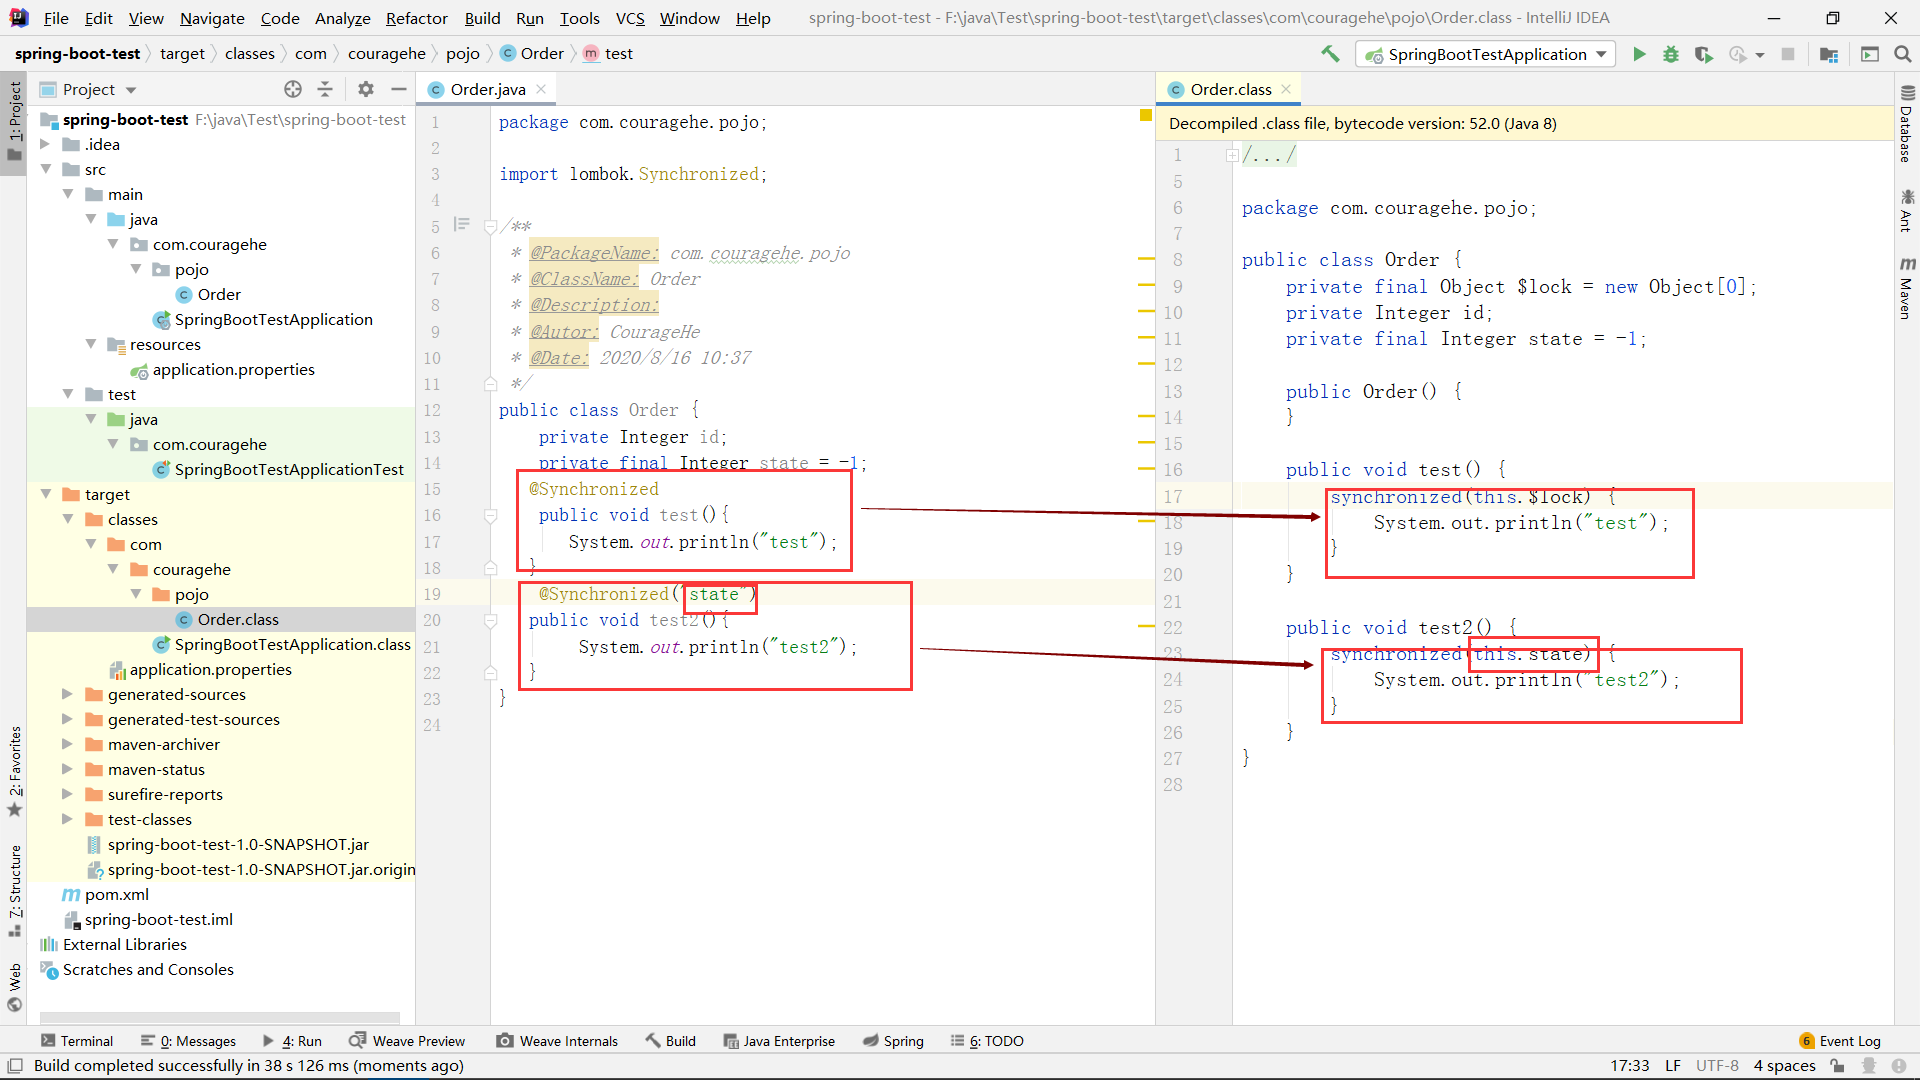 File Edit View Navigate Code Analyze Refactor Build Run Tools VCS Window Help spring-boot-test - F:\java\Test\spring-boot-test\target\classes\com\couragehe\pojo\Order.class - IntelliJ IDEA
spring-boot-test target classes com couragehe pojo Order test SpringBootTestApplication
1: Project
2: Favorites
7: Structure
Web
Project
spring-boot-test F:\java\Test\spring-boot-test
.idea
src
main
java
com.couragehe
pojo
Order
SpringBootTestApplication
resources
application.properties
test
java
com.couragehe
SpringBootTestApplicationTest
target
classes
com
couragehe
pojo
Order.class
SpringBootTestApplication.class
application.properties
generated-sources
generated-test-sources
maven-archiver
maven-status
surefire-reports
test-classes
spring-boot-test-1.0-SNAPSHOT.jar
spring-boot-test-1.0-SNAPSHOT.jar.origin
pom.xml
spring-boot-test.iml
External Libraries
Scratches and Consoles
Order.java
1 package com.couragehe.pojo;
2
3 import lombok.Synchronized;
4
5 /**
6 * @PackageName: com.couragehe.pojo
7 * @ClassName: Order
8 * @Description:
9 * @Autor: CourageHe
10 * @Date: 2020/8/16 10:37
11 */
12 public class Order {
13 private Integer id;
14 private final Integer state = -1;
15 @Synchronized
16 public void test(){
17 System.out.println("test");
18 }
19 @Synchronized("state")
20 public void test2(){
21 System.out.println("test2");
22 }
23 }
24
Order.class
Decompiled .class file, bytecode version: 52.0 (Java 8)
1 /.../
5
6 package com.couragehe.pojo;
7
8 public class Order {
9 private final Object $lock = new Object[0];
10 private Integer id;
11 private final Integer state = -1;
12
13 public Order() {
14 }
15
16 public void test() {
17 synchronized(this.$lock) {
18 System.out.println("test");
19 }
20 }
21
22 public void test2() {
23 synchronized(this.state) {
24 System.out.println("test2");
25 }
26 }
27 }
28
Database
Ant
m Maven
Terminal 0: Messages 4: Run Weave Preview Weave Internals Build Java Enterprise Spring 6: TODO 6 Event Log
Build completed successfully in 38 s 126 ms (moments ago) 17:33 LF UTF-8 4 spaces